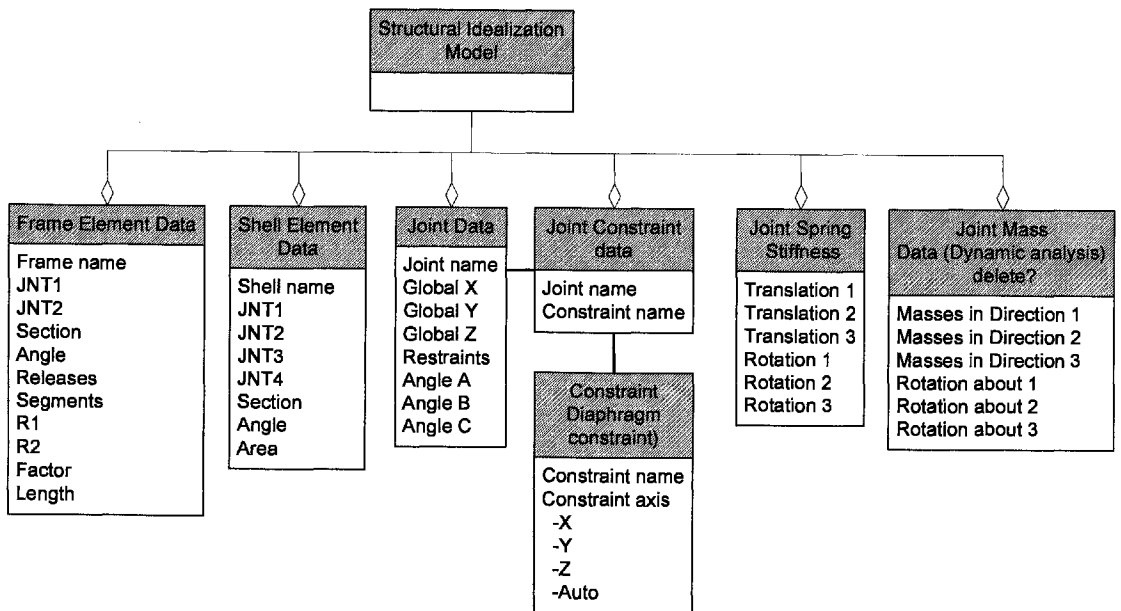 Structural Idealization
Model
Frame Element Data
Frame name
JNT1
JNT2
Section
Angle
Releases
Segments
R1
R2
Factor
Length
Shell Element
Data
Shell name
JNT1
JNT2
JNT3
JNT4
Section
Angle
Area
Joint Data
Joint name
Global X
Global Y
Global Z
Restraints
Angle A
Angle B
Angle C
Joint Constraint
data
Joint name
Constraint name
Constraint
Diaphragm
constraint)
Constraint name
Constraint axis
-X
-Y
-Z
-Auto
Joint Spring
Stiffness
Translation 1
Translation 2
Translation 3
Rotation 1
Rotation 2
Rotation 3
Joint Mass
Data (Dynamic analysis)
delete?
Masses in Direction 1
Masses in Direction 2
Masses in Direction 3
Rotation about 1
Rotation about 2
Rotation about 3